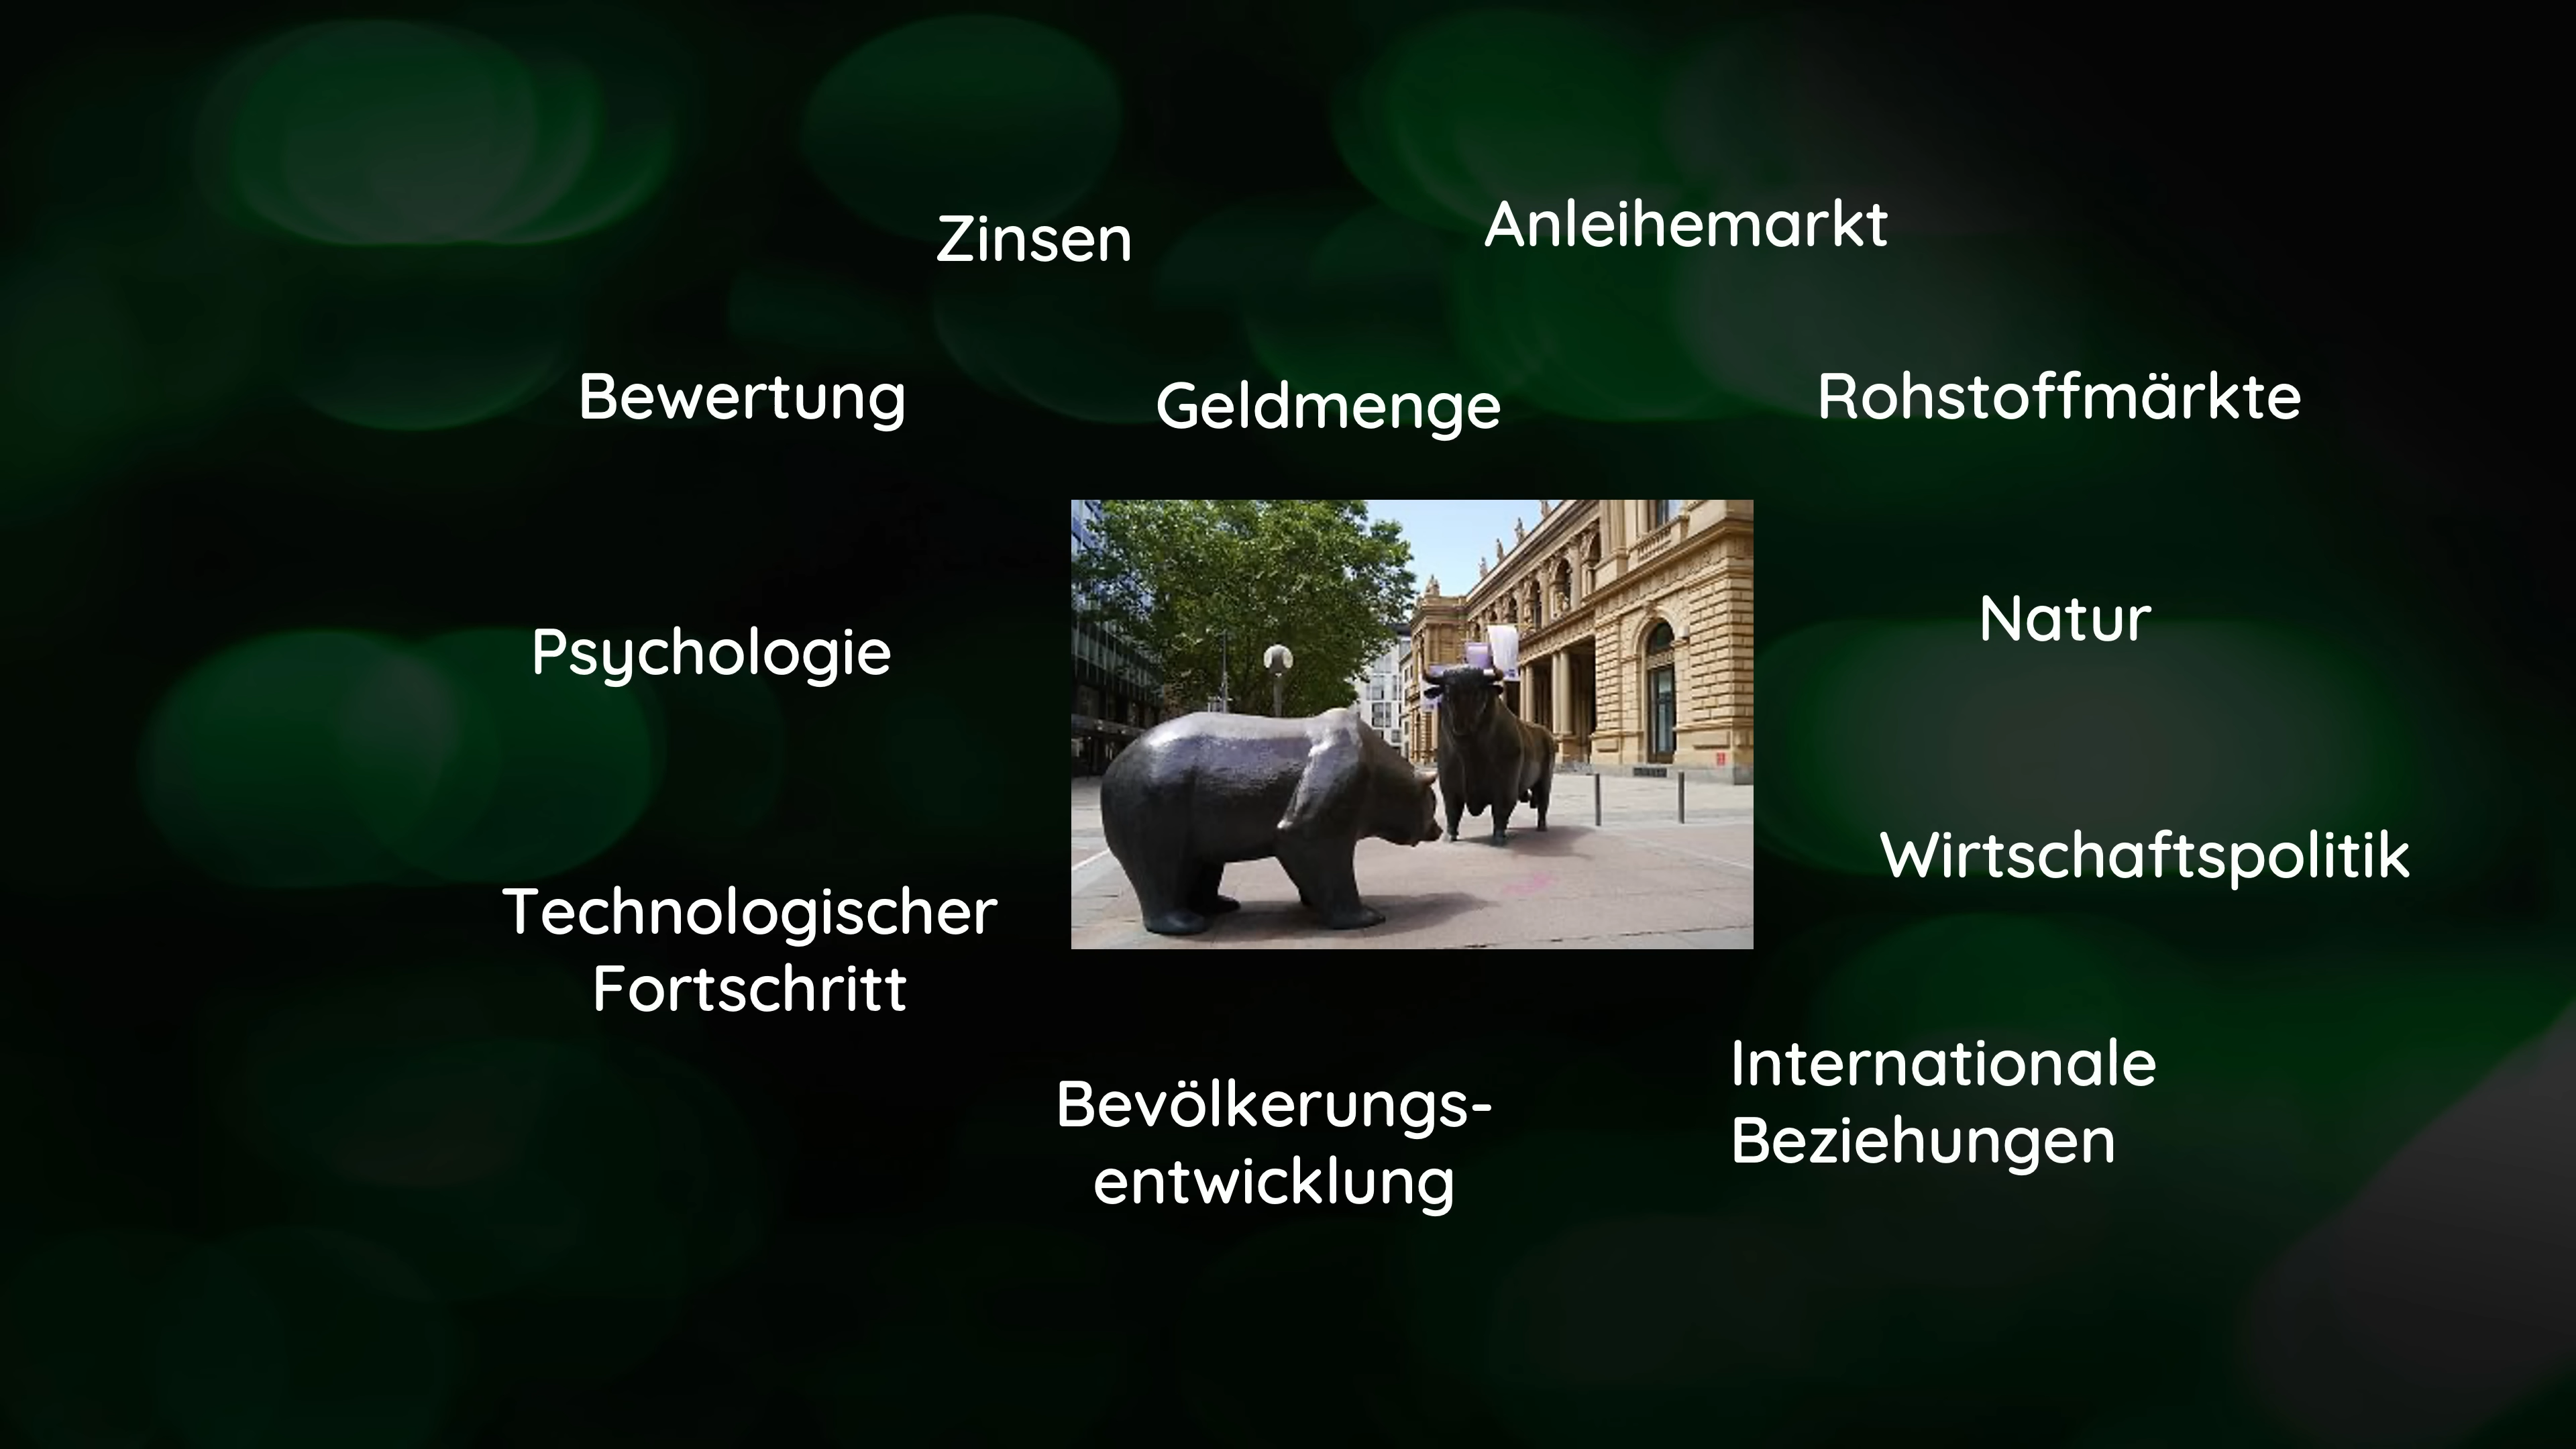 Zinsen
Anleihemarkt
Bewertung
Geldmenge
Rohstoffmärkte
Psychologie
Natur
Technologischer
Fortschritt
Wirtschaftspolitik
Bevölkerungs-
entwicklung
Internationale
Beziehungen